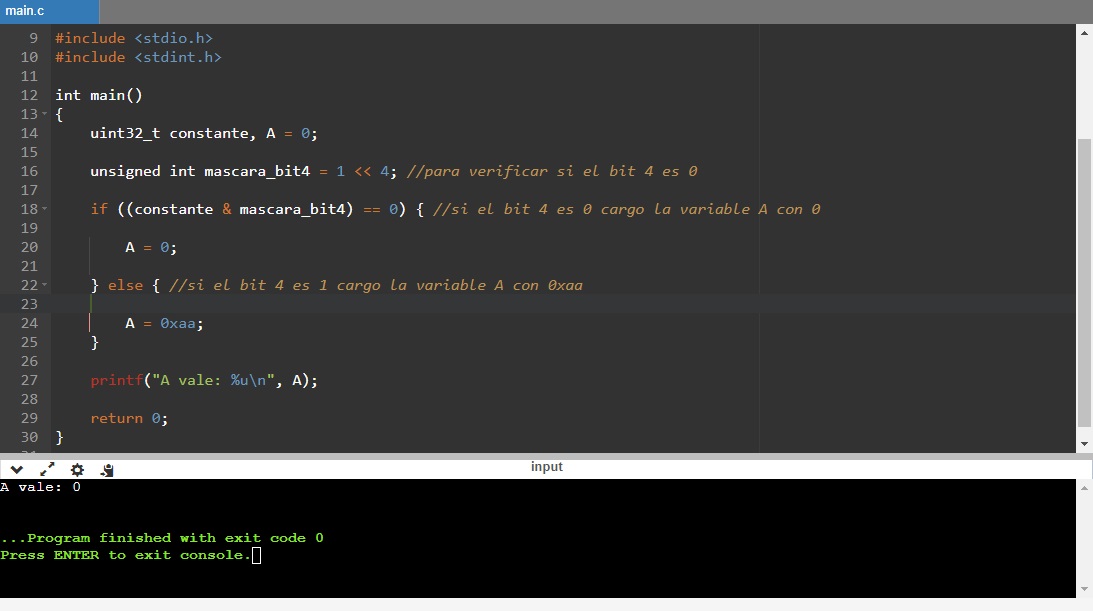 main.c
9 #include <stdio.h>
10 #include <stdint.h>
11
12 int main()
13 {
14 uint32_t constante, A = 0;
15
16 unsigned int mascara_bit4 = 1 << 4; //para verificar si el bit 4 es 0
17
18 if ((constante & mascara_bit4) == 0) { //si el bit 4 es 0 cargo la variable A con 0
19
20 A = 0;
21
22 } else { //si el bit 4 es 1 cargo la variable A con 0xaa
23
24 A = 0xaa;
25 }
26
27 printf("A vale: %u\n", A);
28
29 return 0;
30 }
input
A vale: 0
...Program finished with exit code 0
Press ENTER to exit console.